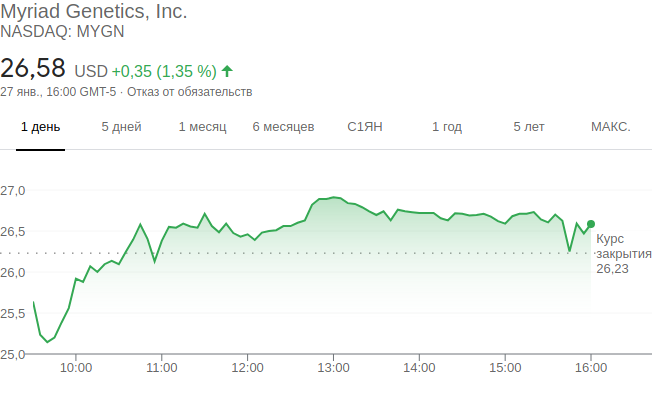 Myriad Genetics, Inc.
NASDAQ: MYGN
26,58 USD +0,35 (1,35 %)
27 янв., 16:00 GMT-5 · Отказ от обязательств
1 день 5 дней 1 месяц 6 месяцев С1ЯН 1 год 5 лет МАКС.
27,0
26,5
Курс
закрытия
26,23
26,0
25,5
25,0
10:00 11:00 12:00 13:00 14:00 15:00 16:00